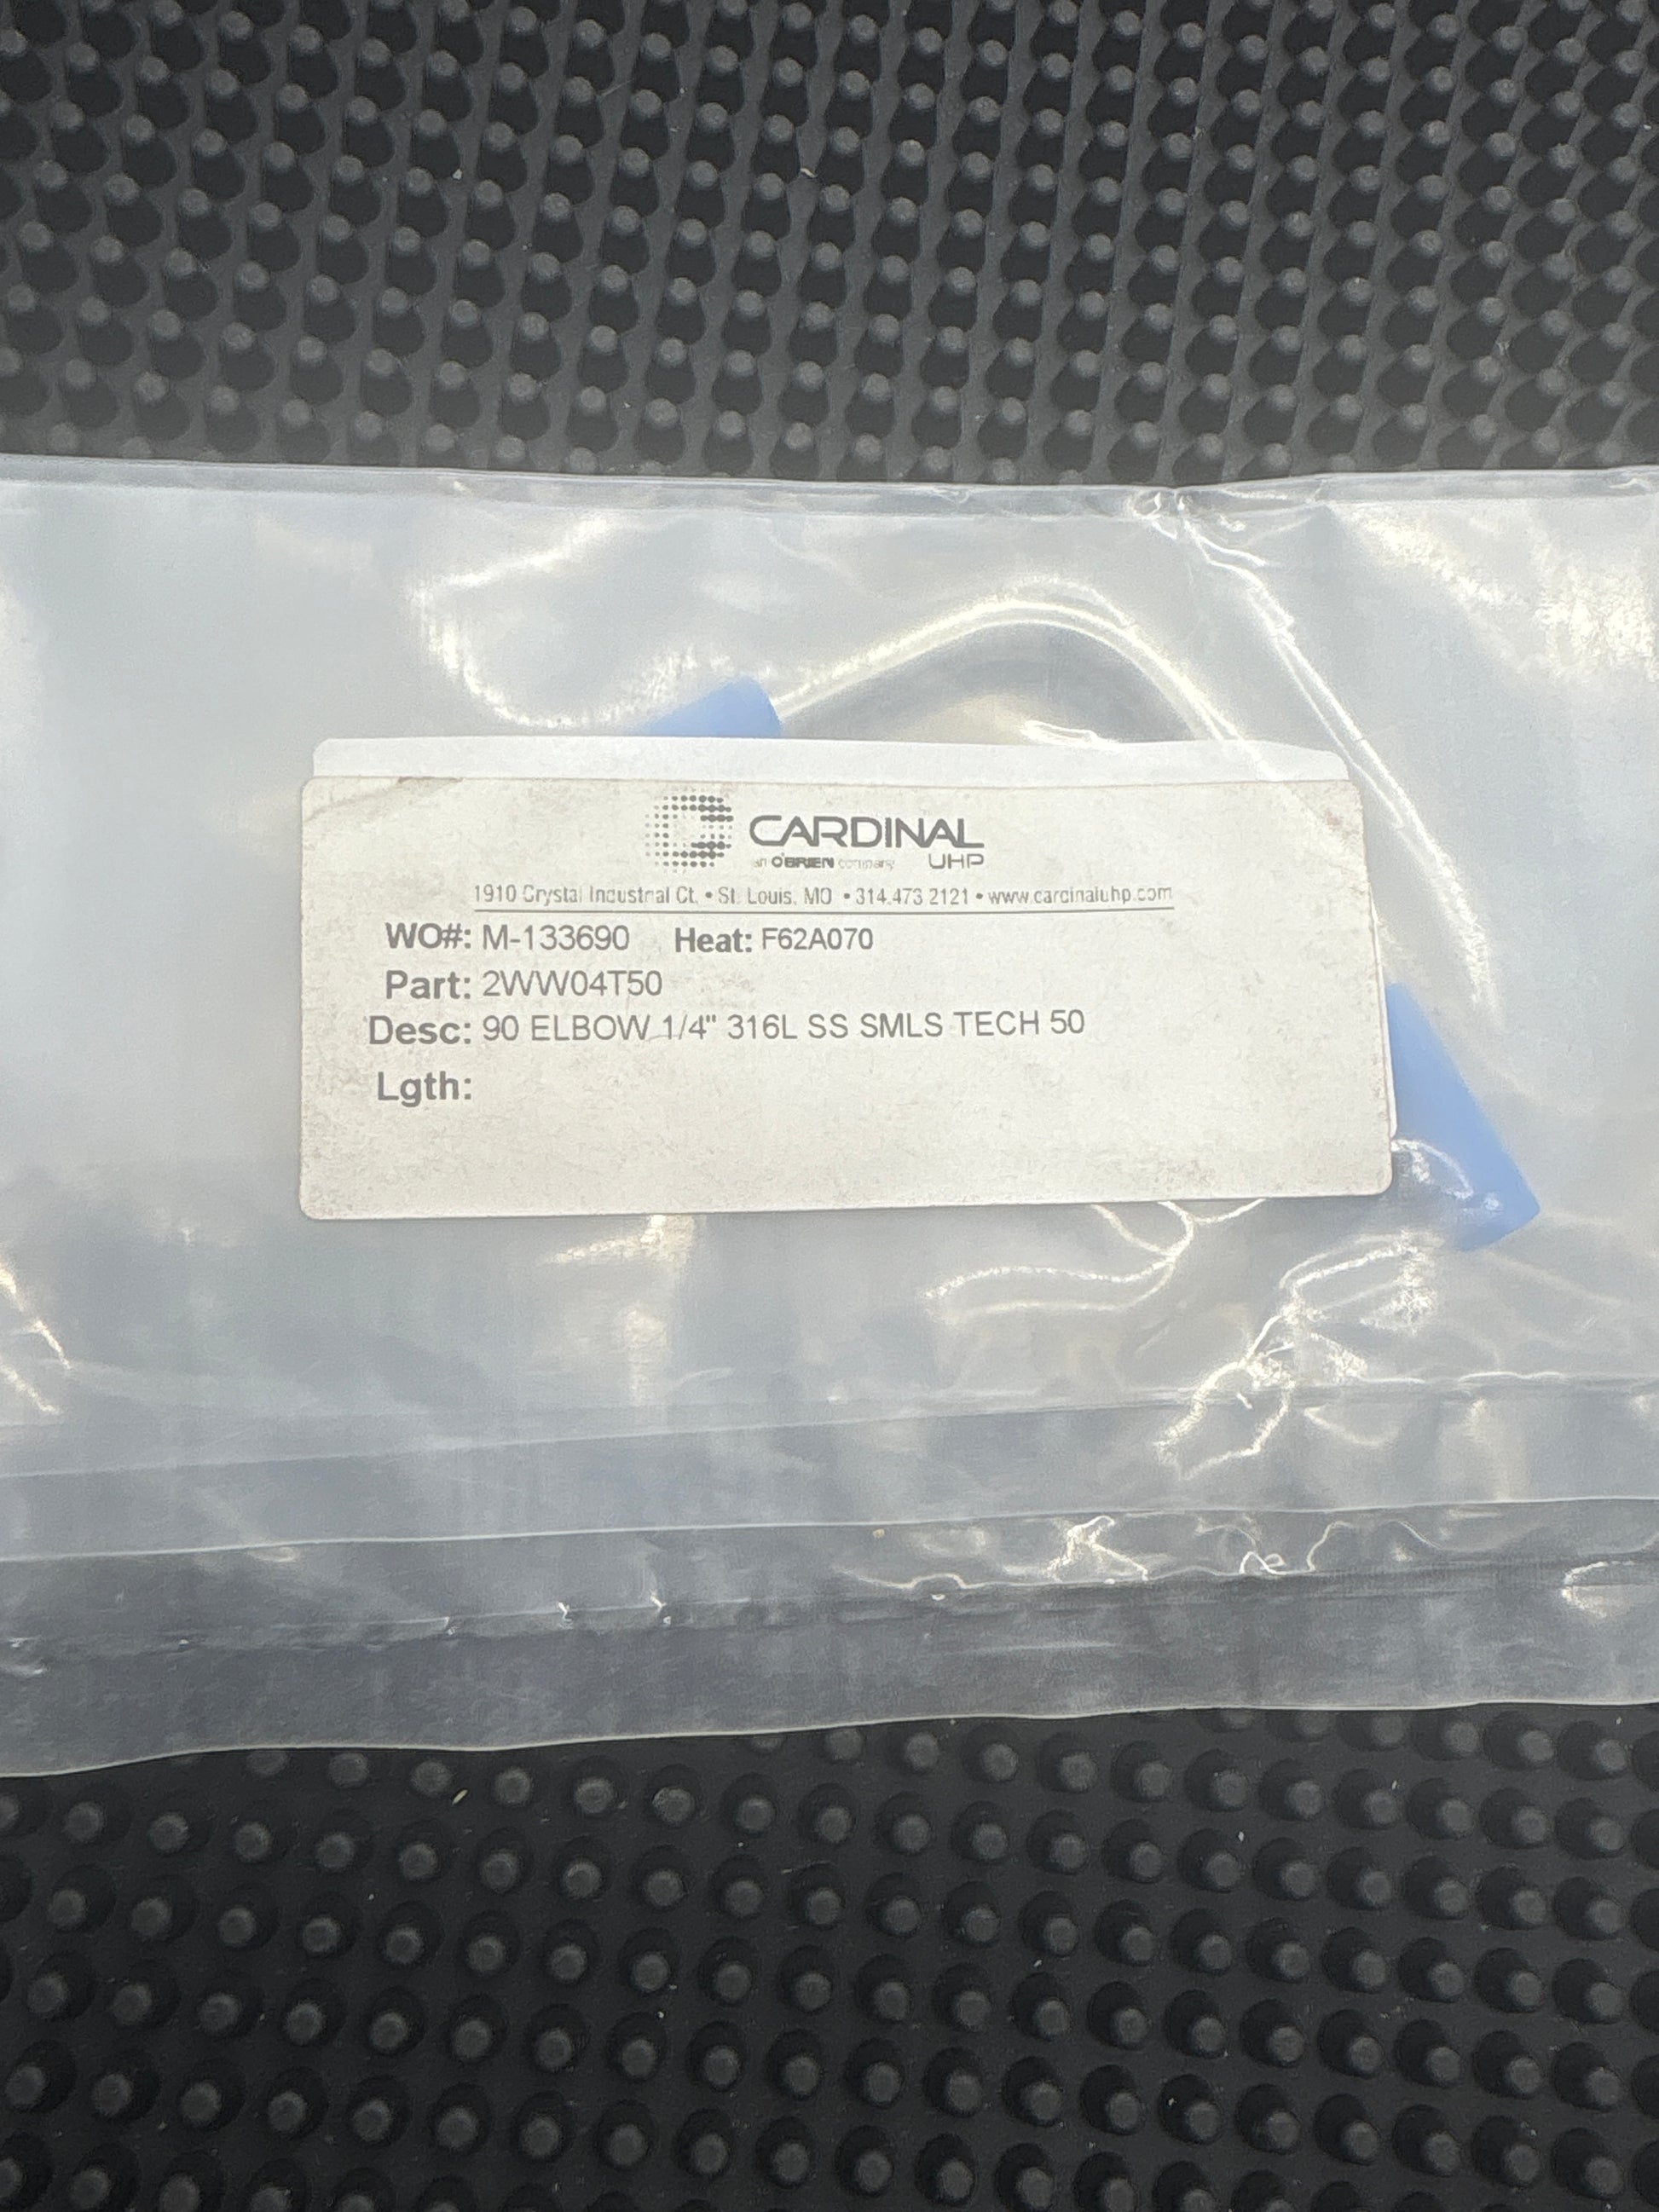 CARDINAL
an O'BRIEN company UHP
1910 Crystal Industrial Ct. • St. Louis, MO • 314.473.2121 • www.cardinaluhp.com
WO#: M-133690 Heat: F62A070
Part: 2WW04T50
Desc: 90 ELBOW 1/4" 316L SS SMLS TECH 50
Lgth: